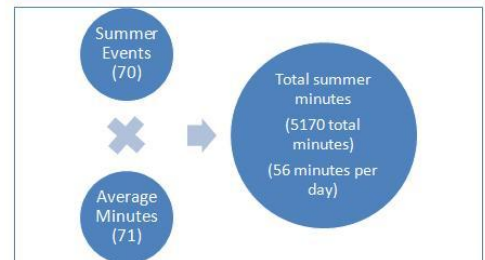 Summer
Events
(70)
Average
Minutes
(71)
Total summer
minutes
(5170 total
minutes)
(56 minutes per
day)